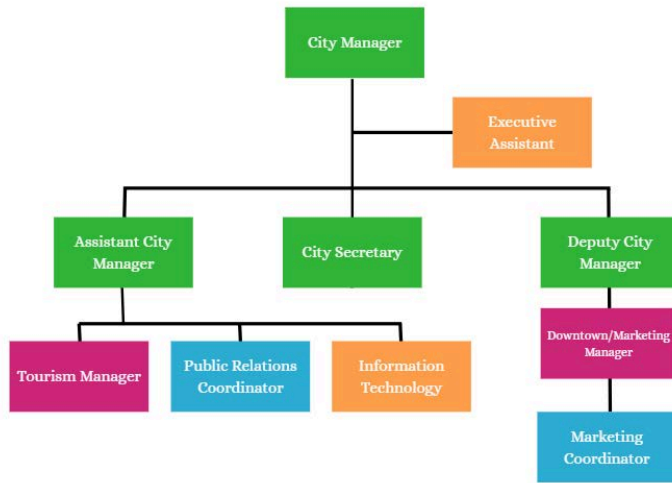 City Manager
Executive
Assistant
Assistant City
Manager
City Secretary
Deputy City
Manager
Tourism Manager
Public Relations
Coordinator
Information
Technology
Downtown/Marketing
Manager
Marketing
Coordinator